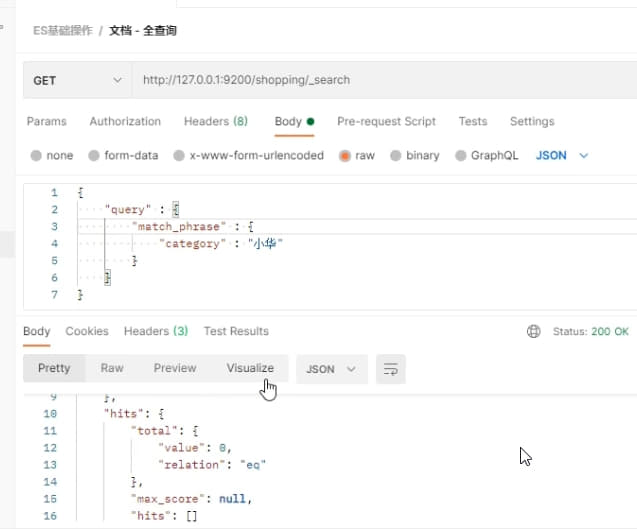 ES基础操作 / 文档 - 全查询
GET http://127.0.0.1:9200/shopping/_search
Params Authorization Headers (8) Body Pre-request Script Tests Settings
none form-data x-www-form-urlencoded raw binary GraphQL JSON
1 {
2 "query" : {
3 "match_phrase" : {
4 "category" : "小华"
5 }
6 }
7 }
Body Cookies Headers (3) Test Results Status: 200 OK
Pretty Raw Preview Visualize JSON
9 },
10 "hits": {
11 "total": {
12 "value": 0,
13 "relation": "eq"
14 },
15 "max_score": null,
16 "hits": []